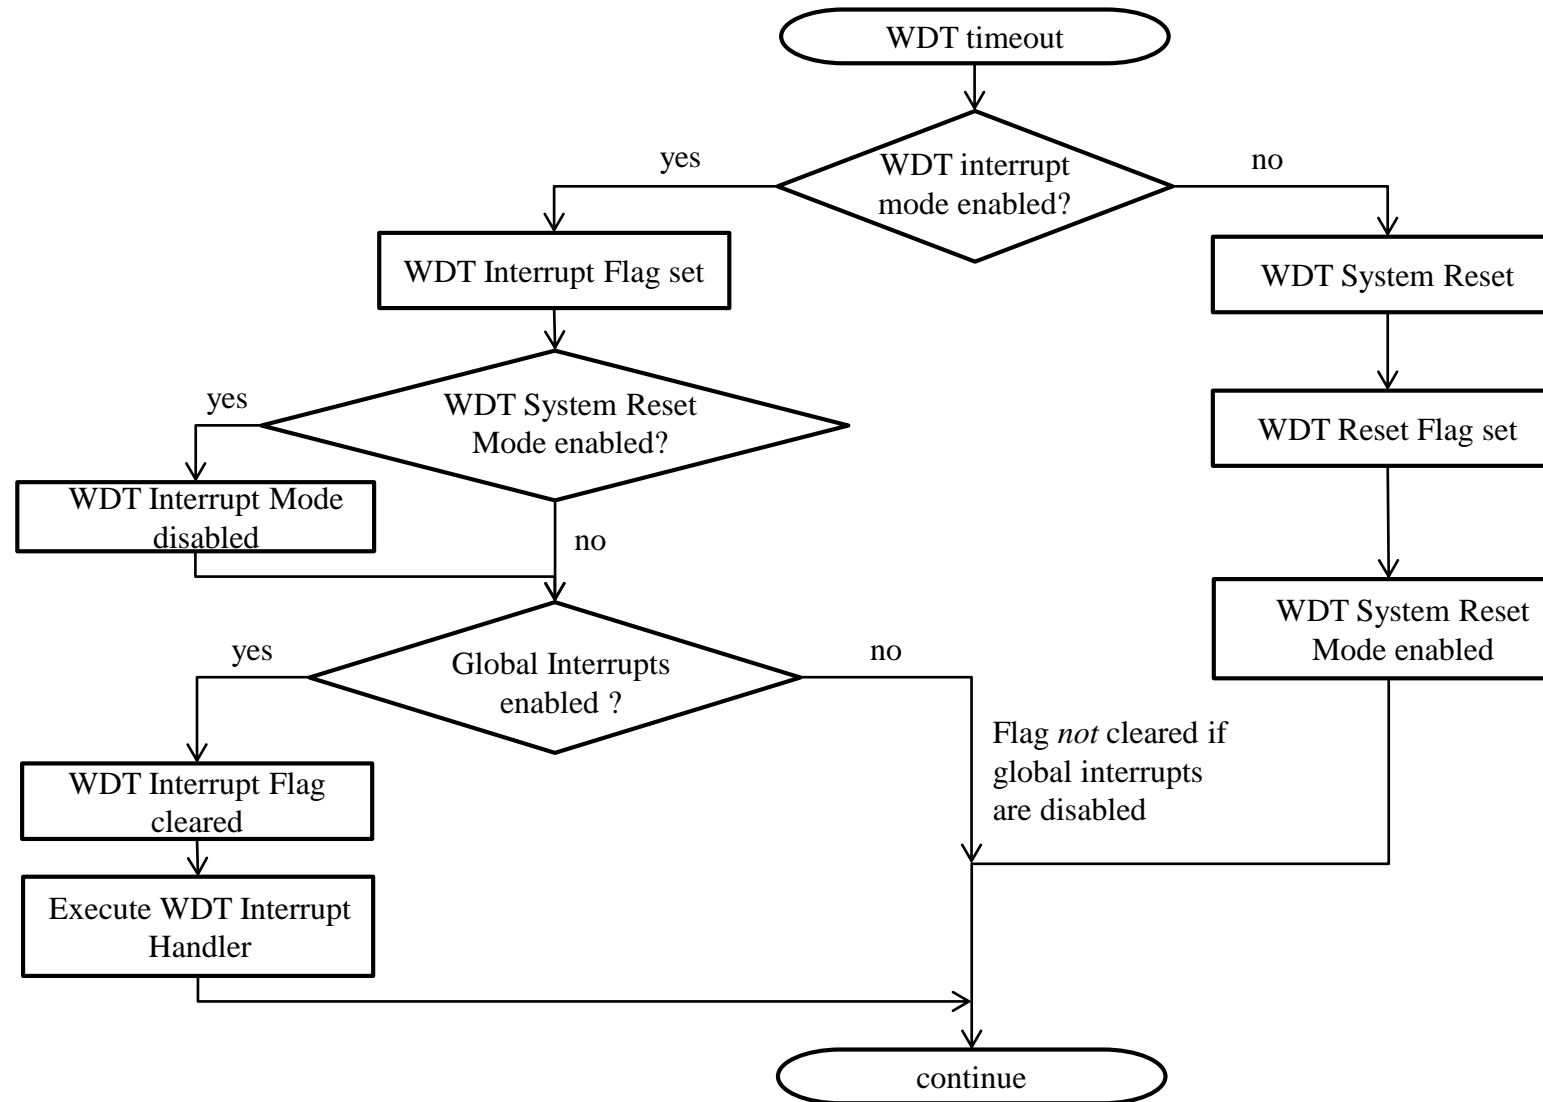 WDT timeout
WDT interrupt
mode enabled?
yes
no
WDT Interrupt Flag set
WDT System Reset
WDT System Reset
Mode enabled?
yes
WDT Reset Flag set
WDT Interrupt Mode
disabled
no
WDT System Reset
Mode enabled
Global Interrupts
enabled ?
yes
no
Flag not cleared if
global interrupts
are disabled
WDT Interrupt Flag
cleared
Execute WDT Interrupt
Handler
continue